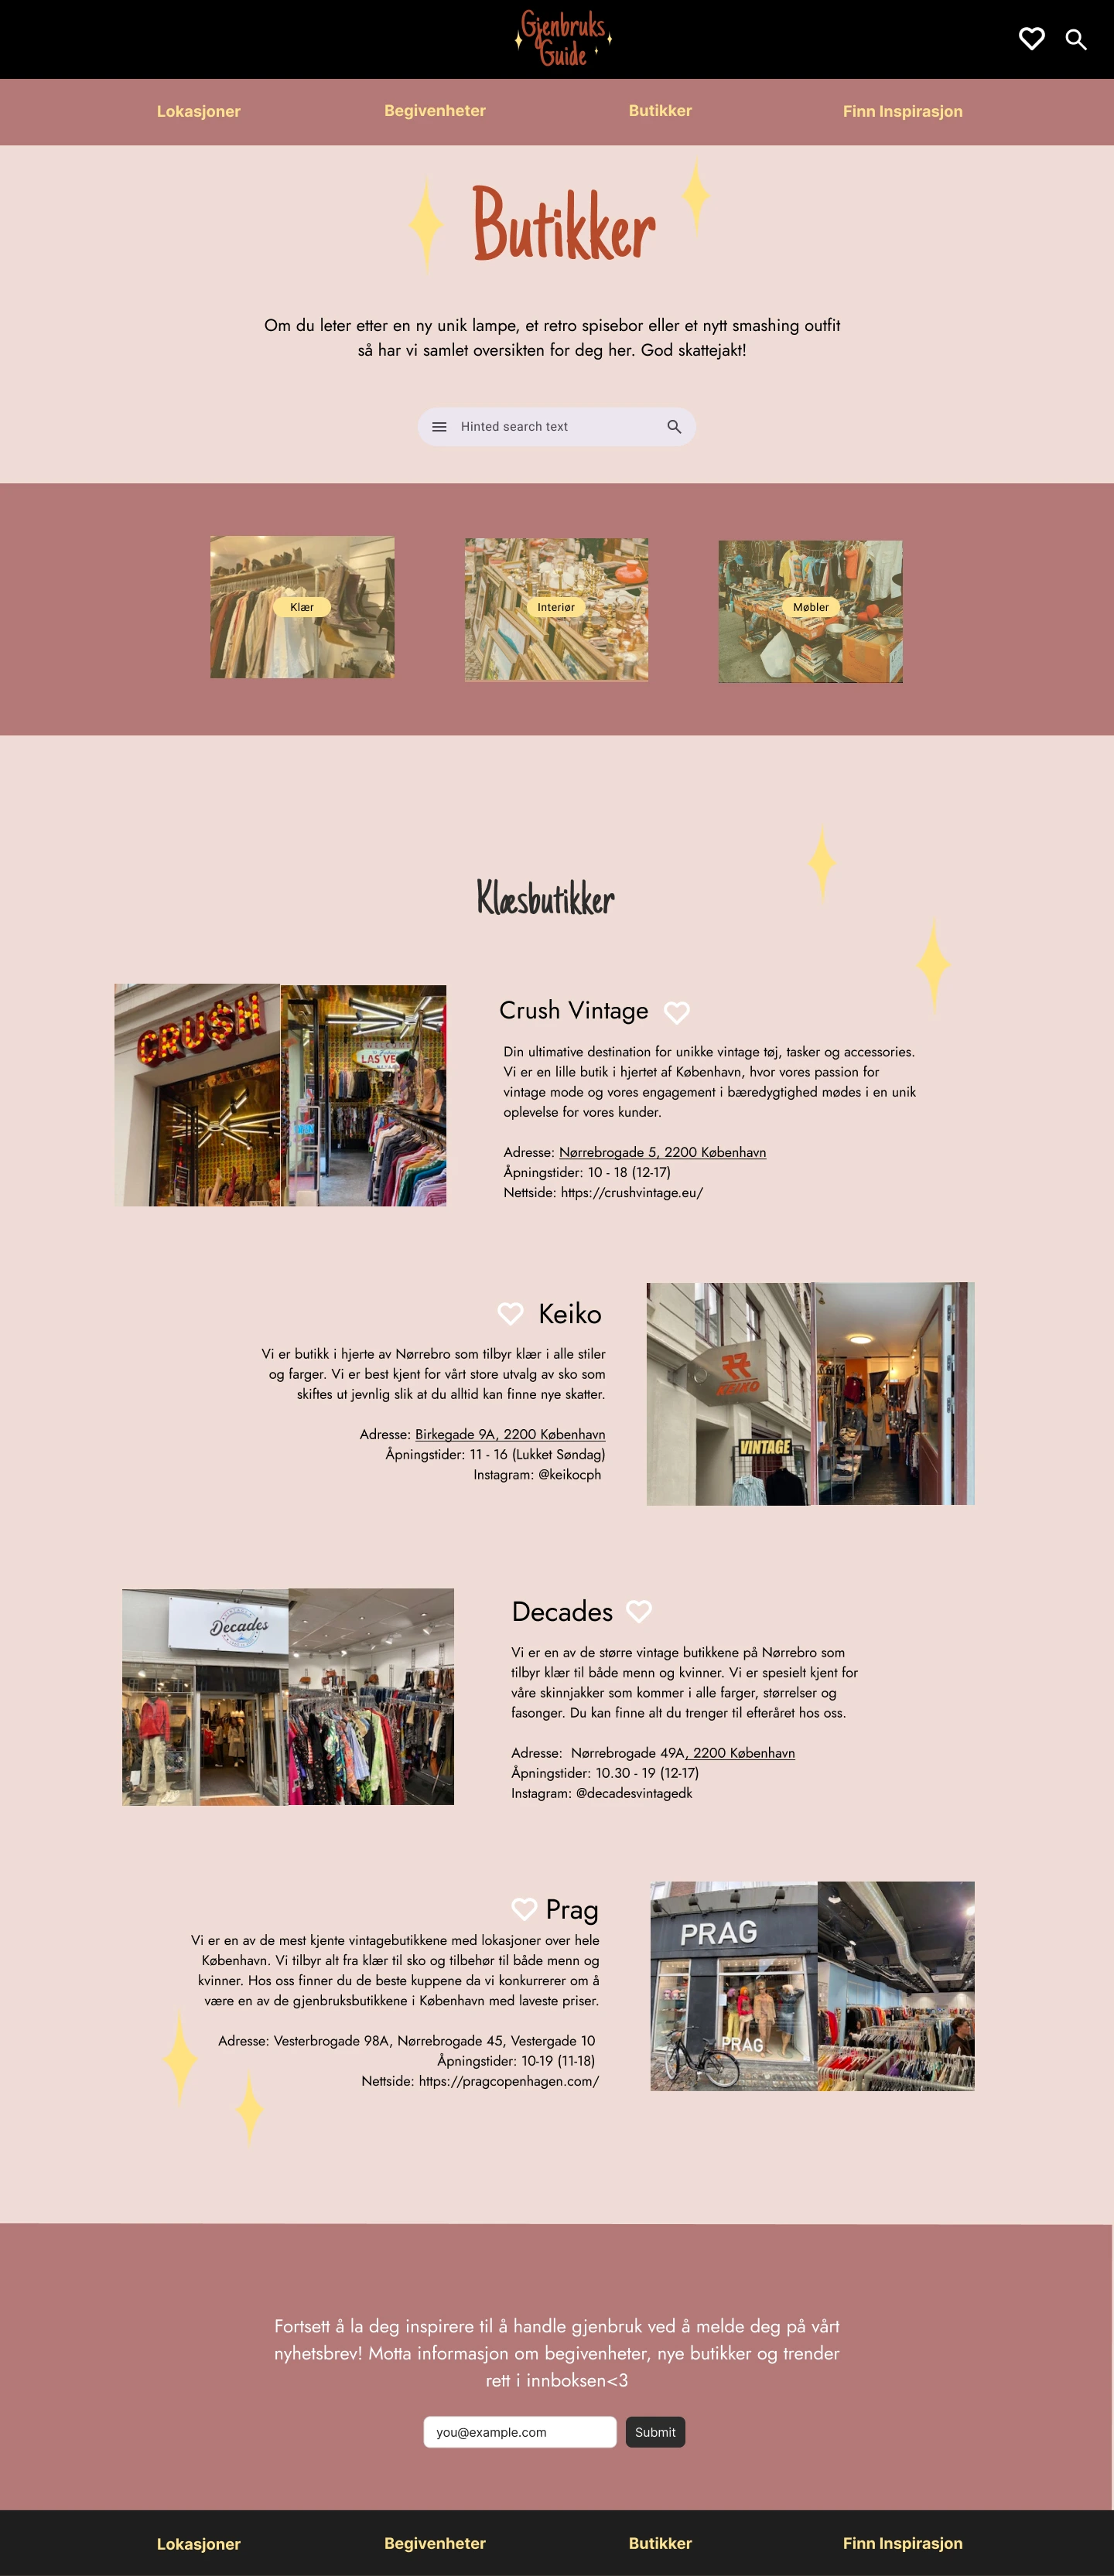 Gjenbruks
Guide
Lokasjoner
Begivenheter
Butikker
Finn Inspirasjon
Butikker
Om du leter etter en ny unik lampe, et retro spisebor eller et nytt smashing outfit
så har vi samlet oversikten for deg her. God skattejakt!
Hinted search text
Klær
Interiør
Møbler
Klæsbutikker
CRUSH
WELCOME
LAS VEGAS
Crush Vintage
Din ultimative destination for unikke vintage tøj, tasker og accessories.
Vi er en lille butik i hjertet af København, hvor vores passion for
vintage mode og vores engagement i bæredygtighed mødes i en unik
oplevelse for vores kunder.
Adresse: Nørrebrogade 5, 2200 København
Åpningstider: 10 - 18 (12-17)
Nettside: https://crushvintage.eu/
Keiko
Vi er butikk i hjerte av Nørrebro som tilbyr klær i alle stiler
og farger. Vi er best kjent for vårt store utvalg av sko som
skiftes ut jevnlig slik at du alltid kan finne nye skatter.
Adresse: Birkegade 9A, 2200 København
Åpningstider: 11 - 16 (Lukket Søndag)
Instagram: @keikocph
KEIKO
VINTAGE
Decades
Decades
Vi er en av de større vintage butikkene på Nørrebro som
tilbyr klær til både menn og kvinner. Vi er spesielt kjent for
våre skinnjakker som kommer i alle farger, størrelser og
fasonger. Du kan finne alt du trenger til efteråret hos oss.
Adresse:  Nørrebrogade 49A, 2200 København
Åpningstider: 10.30 - 19 (12-17)
Instagram: @decadesvintagedk
Prag
Vi er en av de mest kjente vintagebutikkene med lokasjoner over hele
København. Vi tilbyr alt fra klær til sko og tilbehør til både menn og
kvinner. Hos oss finner du de beste kuppene da vi konkurrerer om å
være en av de gjenbruksbutikkene i København med laveste priser.
Adresse: Vesterbrogade 98A, Nørrebrogade 45, Vestergade 10
Åpningstider: 10-19 (11-18)
Nettside: https://pragcopenhagen.com/
PRAG
PRAG
Fortsett å la deg inspirere til å handle gjenbruk ved å melde deg på vårt
nyhetsbrev! Motta informasjon om begivenheter, nye butikker og trender
rett i innboksen<3
you@example.com
Submit
Lokasjoner
Begivenheter
Butikker
Finn Inspirasjon